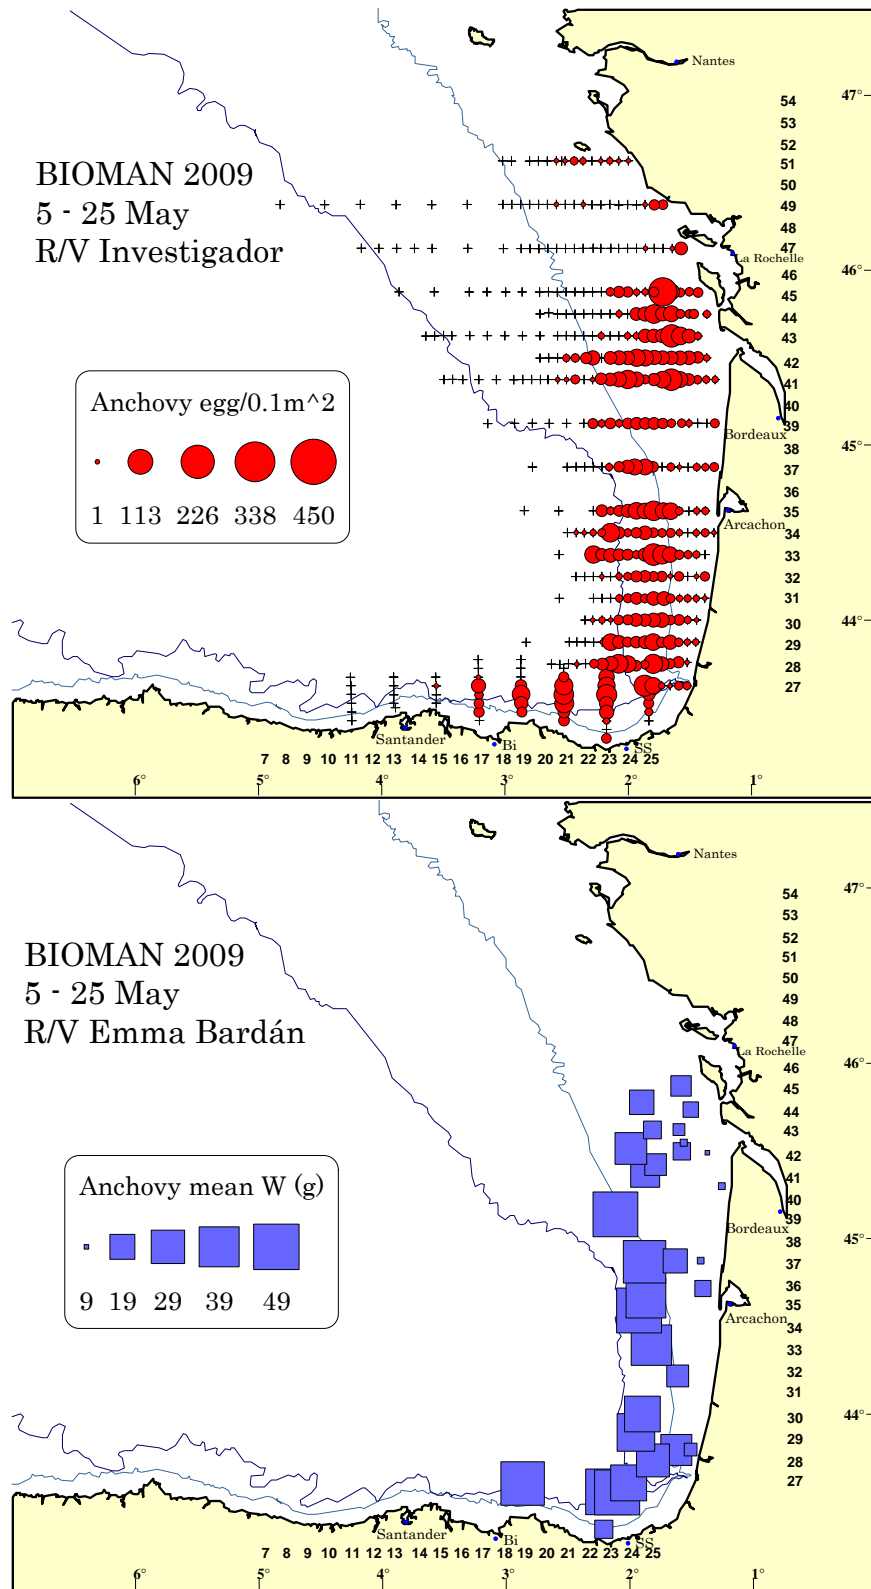 Nantes
47°
54
53
52
51
50
49
48
47
La Rochelle
46
46°
45
44
43
42
41
40
39
Bordeaux
38
45°
37
36
35
Arcachon
34
33
32
31
30
44°
29
28
27
BIOMAN 2009
5 - 25 May
R/V Investigador
Anchovy egg/0.1m^2
1 113 226 338 450
Santander
Bi
SS
7 8 9 10 11 12 13 14 15 16 17 18 19 20 21 22 23 24 25
6° 5° 4° 3° 2° 1°
Nantes
47°
54
53
52
51
50
49
48
47
La Rochelle
46
46°
45
44
43
42
41
40
39
Bordeaux
38
45°
37
36
35
Arcachon
34
33
32
31
30
44°
29
28
27
BIOMAN 2009
5 - 25 May
R/V Emma Bardán
Anchovy mean W (g)
9 19 29 39 49
Santander
Bi
SS
7 8 9 10 11 12 13 14 15 16 17 18 19 20 21 22 23 24 25
6° 5° 4° 3° 2° 1°